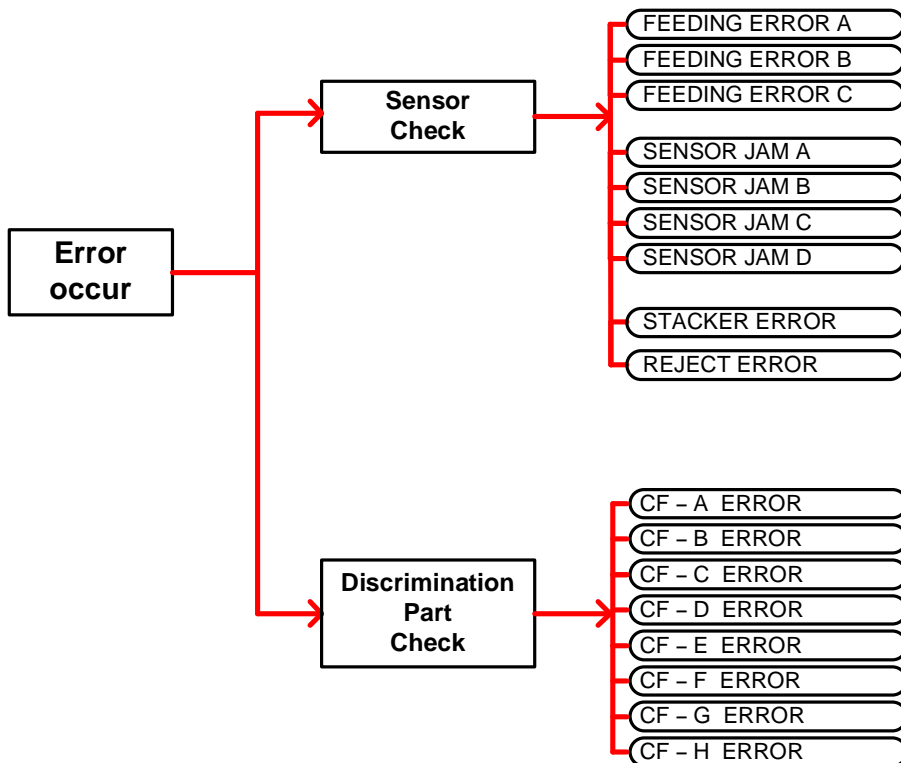 Error
occur
Sensor
Check
FEEDING ERROR A
FEEDING ERROR B
FEEDING ERROR C
SENSOR JAM A
SENSOR JAM B
SENSOR JAM C
SENSOR JAM D
STACKER ERROR
REJECT ERROR
Discrimination
Part
Check
CF – A ERROR
CF – B ERROR
CF – C ERROR
CF – D ERROR
CF – E ERROR
CF – F ERROR
CF – G ERROR
CF – H ERROR